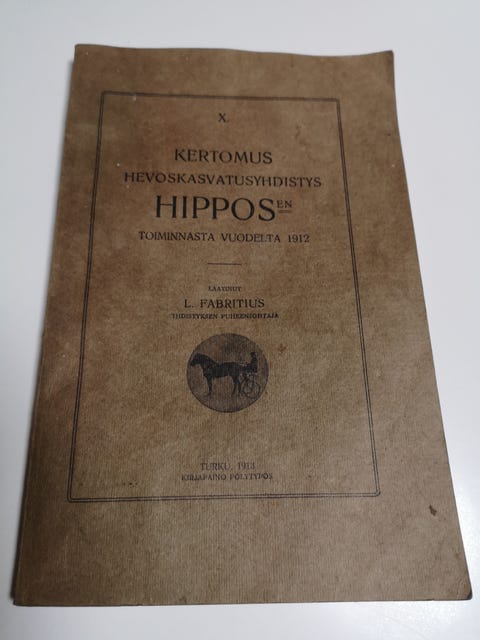 X.
KERTOMUS
HEVOSKASVATUSYHDISTYS
HIPPOSEN
TOIMINNASTA VUODELTA 1912
LAATINUT
L. FABRITIUS
YHDISTYKSEN PUHEENJOHTAJA
TURKU, 1913
KIRJAPAINO POLYTYPOS